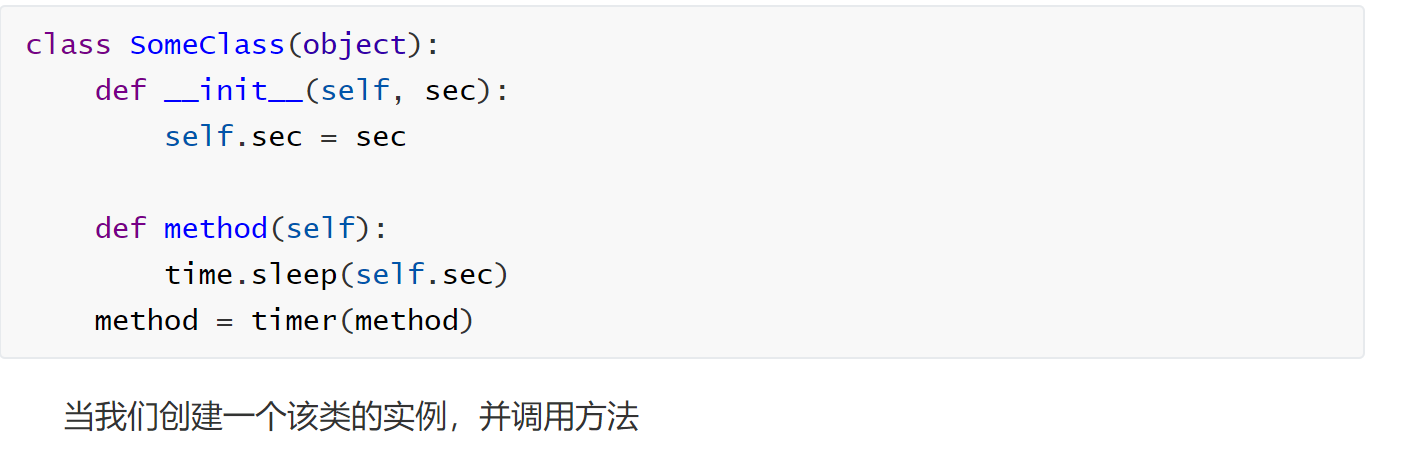 class SomeClass(object):
    def __init__(self, sec):
        self.sec = sec
    def method(self):
        time.sleep(self.sec)
    method = timer(method)
当我们创建一个该类的实例，并调用方法